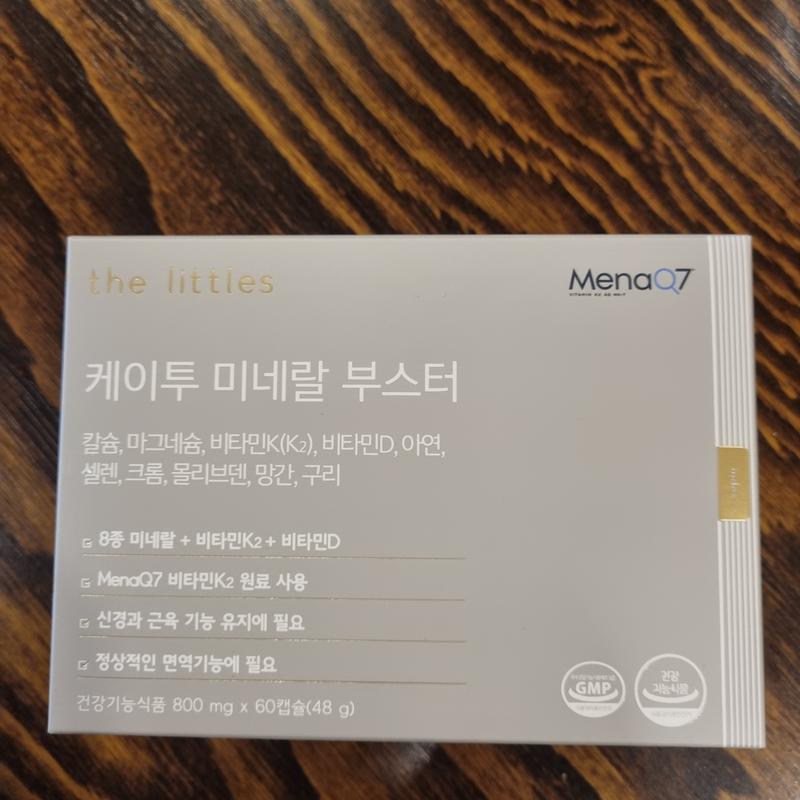 the littles
MenaQ7
VITAMIN K2 AS MK-7
케이투 미네랄 부스터
칼슘, 마그네슘, 비타민K(K2), 비타민D, 아연,
셀렌, 크롬, 몰리브덴, 망간, 구리
8종 미네랄 + 비타민K2 + 비타민D
MenaQ7 비타민K2 원료 사용
신경과 근육 기능 유지에 필요
정상적인 면역기능에 필요
건강기능식품 800 mg x 60캡슐(48 g)
GMP
건강
기능식품